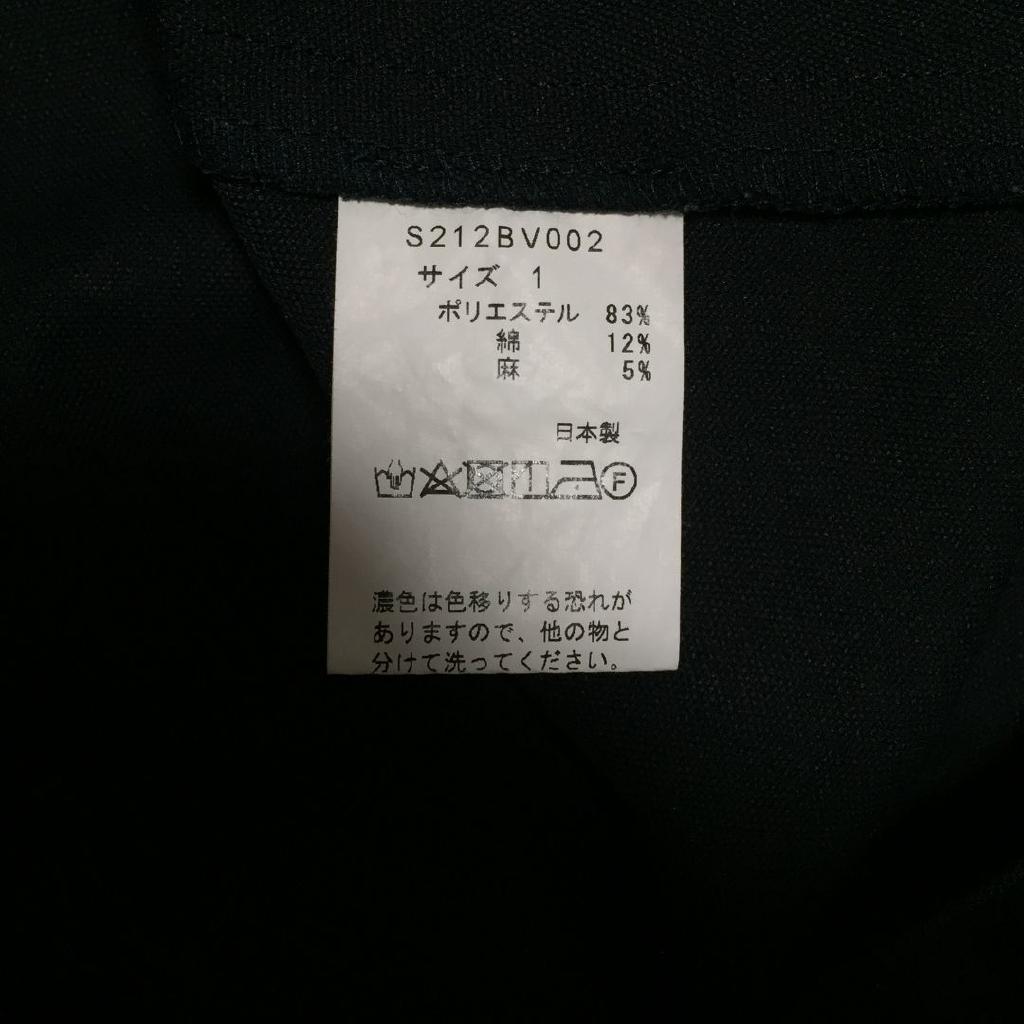 S212BV002
サイズ 1
ポリエステル 83%
綿 12%
麻 5%
日本製
F
濃色は色移りする恐れが
ありますので、他の物と
分けて洗ってください。